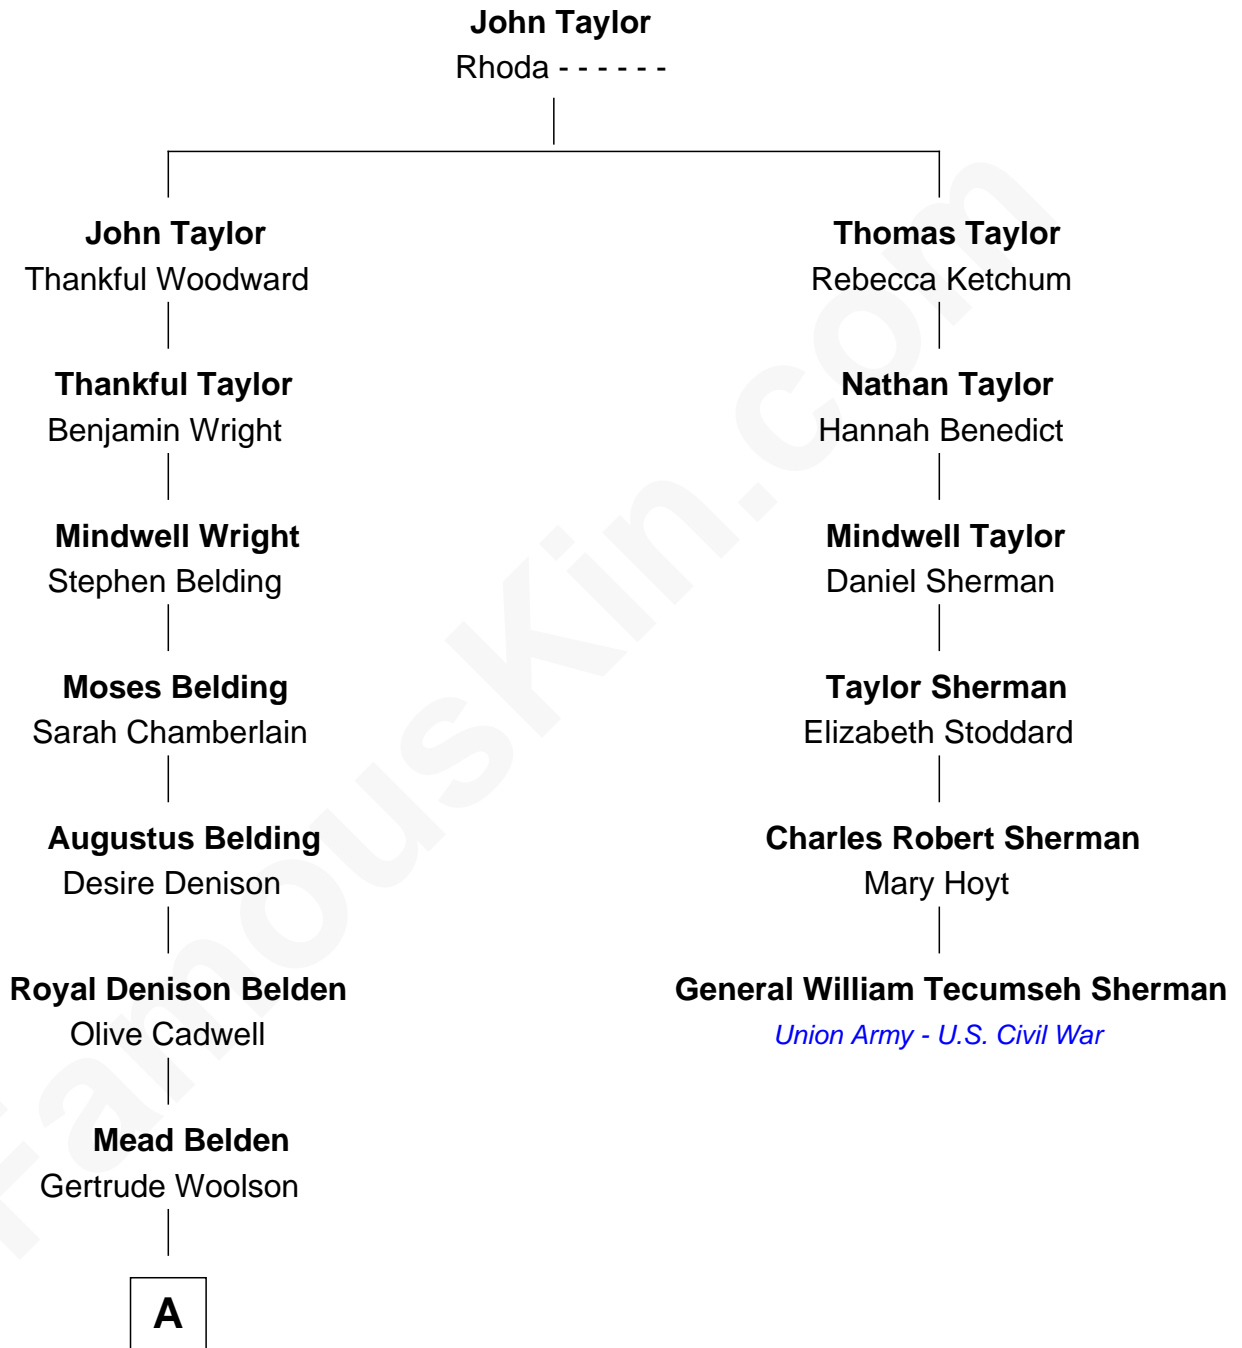 John Taylor
Rhoda - - - - - -
John Taylor
Thankful Woodward
Thomas Taylor
Rebecca Ketchum
Thankful Taylor
Benjamin Wright
Nathan Taylor
Hannah Benedict
Mindwell Wright
Stephen Belding
Mindwell Taylor
Daniel Sherman
Moses Belding
Sarah Chamberlain
Taylor Sherman
Elizabeth Stoddard
Augustus Belding
Desire Denison
Charles Robert Sherman
Mary Hoyt
Royal Denison Belden
Olive Cadwell
General William Tecumseh Sherman
Union Army - U.S. Civil War
Mead Belden
Gertrude Woolson
A
FamousKin.com